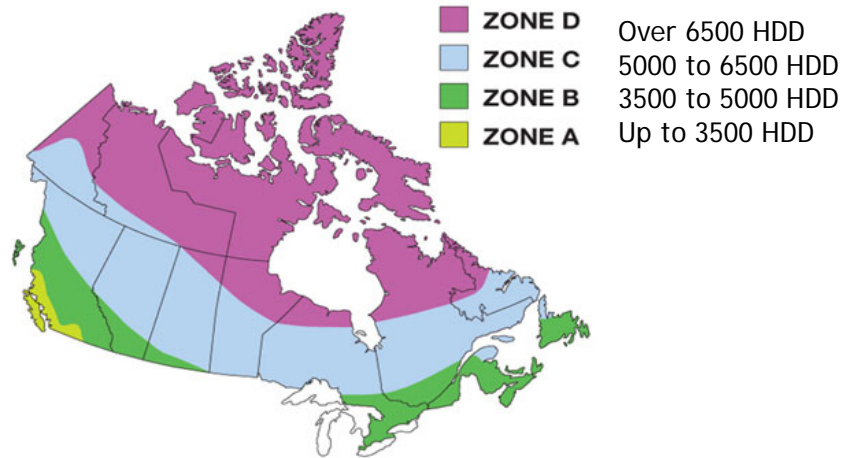 ZONE D Over 6500 HDD
ZONE C 5000 to 6500 HDD
ZONE B 3500 to 5000 HDD
ZONE A Up to 3500 HDD